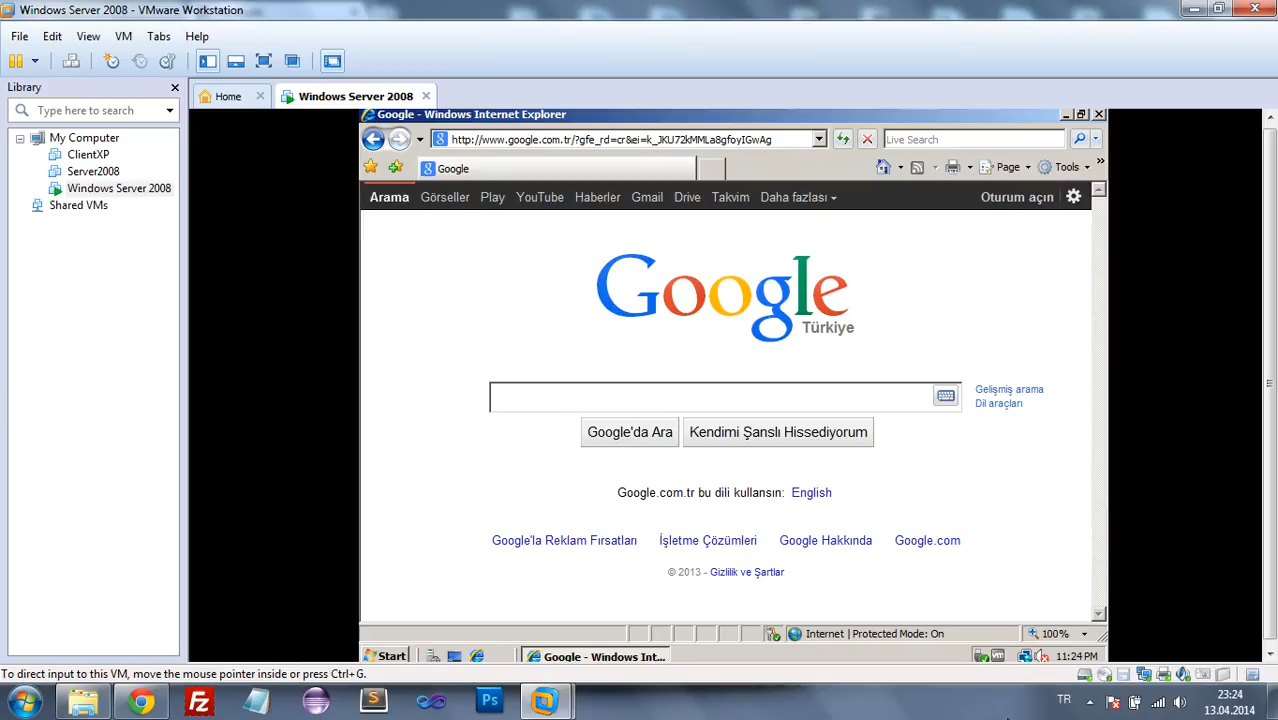 Windows Server 2008 - VMware Workstation
File Edit View VM Tabs Help
Library
Home
Windows Server 2008
Type here to search
My Computer
ClientXP
Server2008
Windows Server 2008
Shared VMs
Google - Windows Internet Explorer
http://www.google.com.tr/?gfe_rd=cr&ei=k_JKU72kMMLa8gfoyIGwAg
Live Search
Google
Page Tools
Arama Görseller Play YouTube Haberler Gmail Drive Takvim Daha fazlası Oturum açın
Google
Türkiye
Gelişmiş arama
Dil araçları
Google'da Ara Kendimi Şanslı Hissediyorum
Google.com.tr bu dili kullansın: English
Google'la Reklam Fırsatları İşletme Çözümleri Google Hakkında Google.com
© 2013 - Gizlilik ve Şartlar
Internet | Protected Mode: On
100%
Start
Google - Windows Int...
11:24 PM
To direct input to this VM, move the mouse pointer inside or press Ctrl+G.
Fz
S
Ps
TR
23:24
13.04.2014